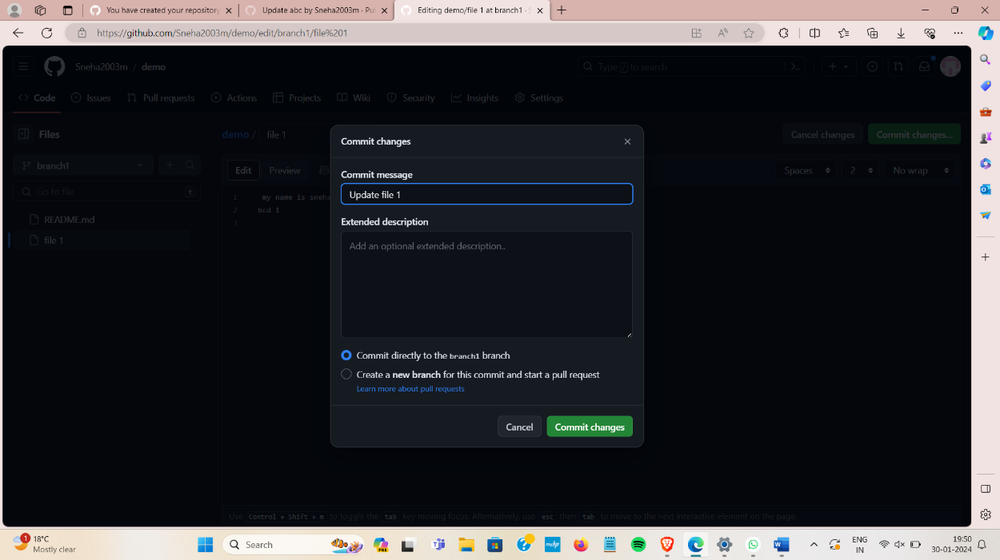 You have created your repository
Update abc by Sneha2003m · Pu
Editing demo/file 1 at branch1 · S
https://github.com/Sneha2003m/demo/edit/branch1/file%201
Sneha2003m / demo
Type / to search
Code
Issues
Pull requests
Actions
Projects
Wiki
Security
Insights
Settings
Files
demo / file 1
Cancel changes
Commit changes...
branch1
Edit
Preview
Spaces
2
No wrap
Go to file
t
1 my name is sneha
2 bcd 1
3
README.md
file 1
Commit changes
Commit message
Update file 1
Extended description
Add an optional extended description..
Commit directly to the branch1 branch
Create a new branch for this commit and start a pull request
Learn more about pull requests
Cancel
Commit changes
Use Control + Shift + m to toggle the tab key moving focus. Alternatively, use esc then tab to move to the next interactive element on the page.
1
18°C
Mostly clear
Search
PRE
mdp
W
ENG
IN
19:50
30-01-2024